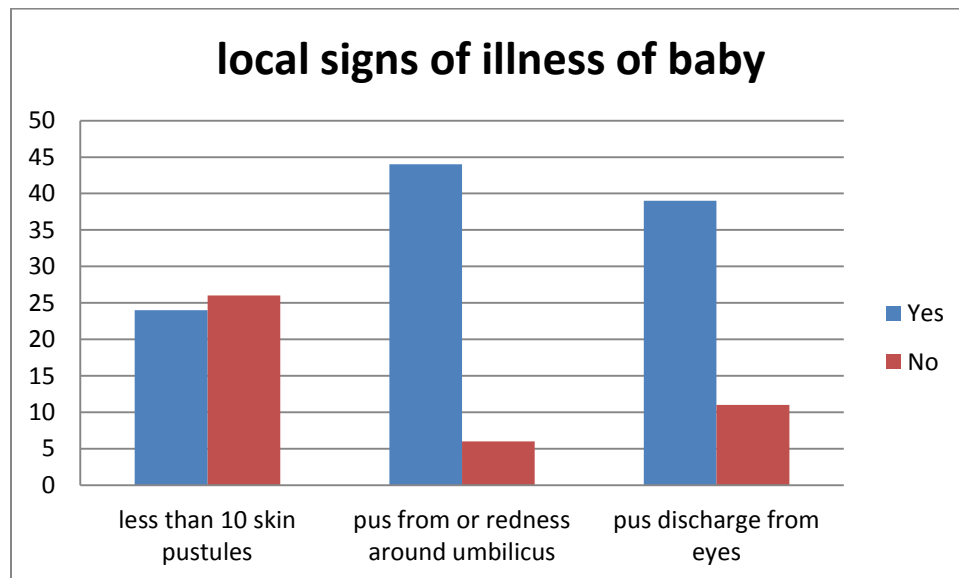 local signs of illness of baby
50
45
40
35
30
25
20
15
10
5
0
Yes
No
less than 10 skin
pustules
pus from or redness
around umbilicus
pus discharge from
eyes